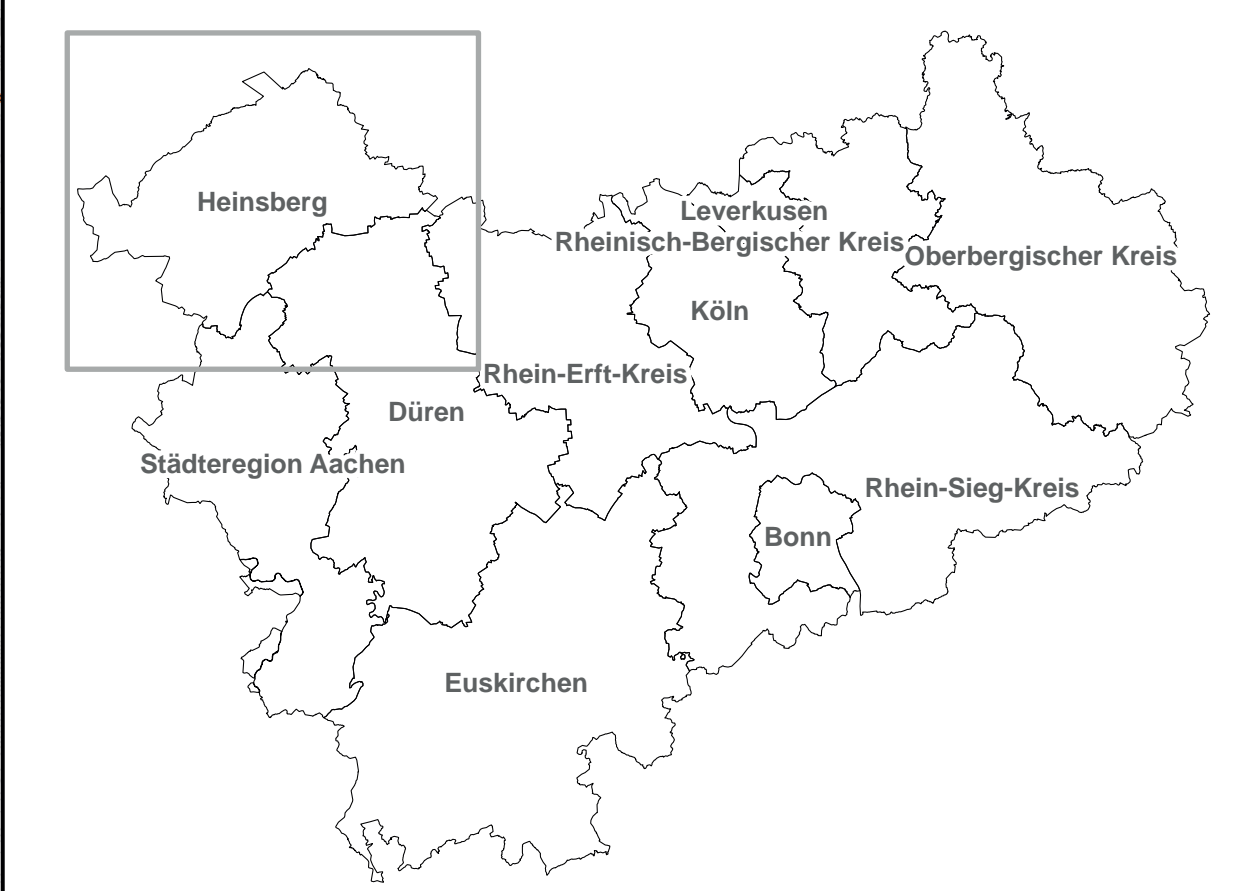 Heinsberg
Leverkusen
Rheinisch-Bergischer Kreis
Oberbergischer Kreis
Köln
Rhein-Erft-Kreis
Düren
Städteregion Aachen
Rhein-Sieg-Kreis
Bonn
Euskirchen